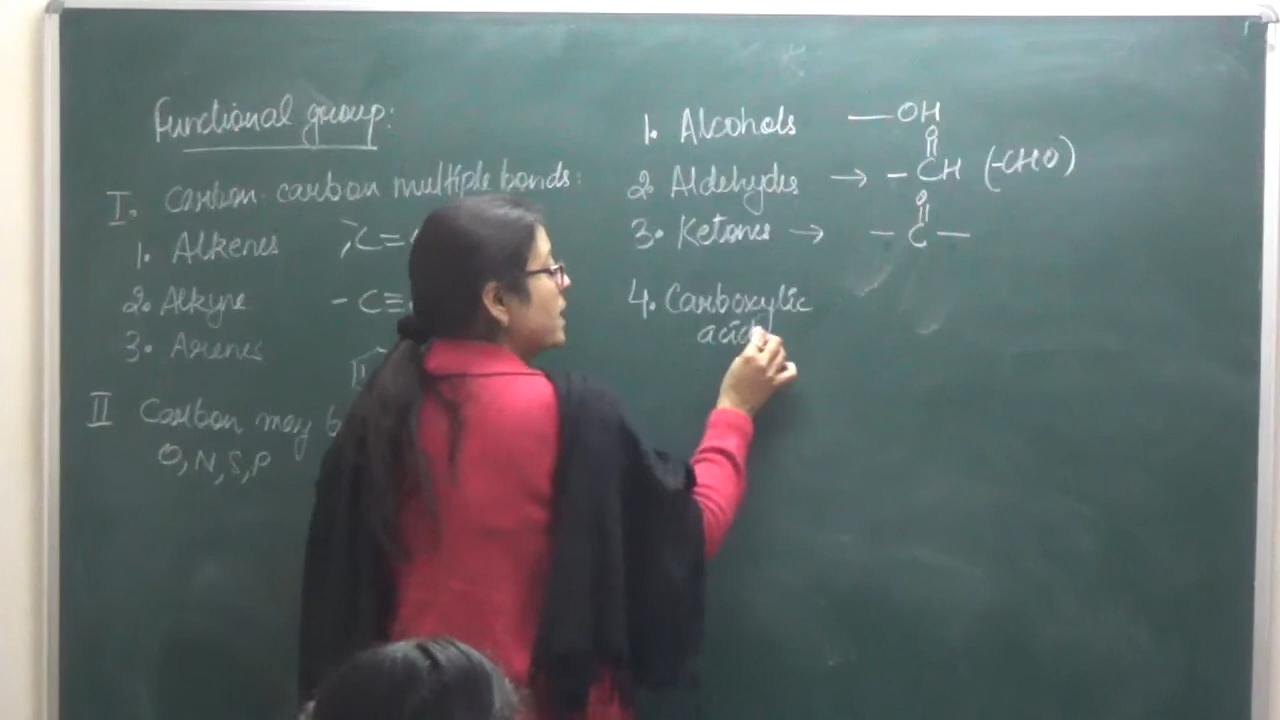 Functional group:
I. Carbon-carbon multiple bonds:
1. Alkenes >C=
2. Alkyne -C≡
3. Arenes
II Carbon may b
O, N, S, P
1. Alcohols —OH
O
2. Aldehydes → -CH (-CHO)
O
3. Ketones → -C-
4. Carboxylic
acid